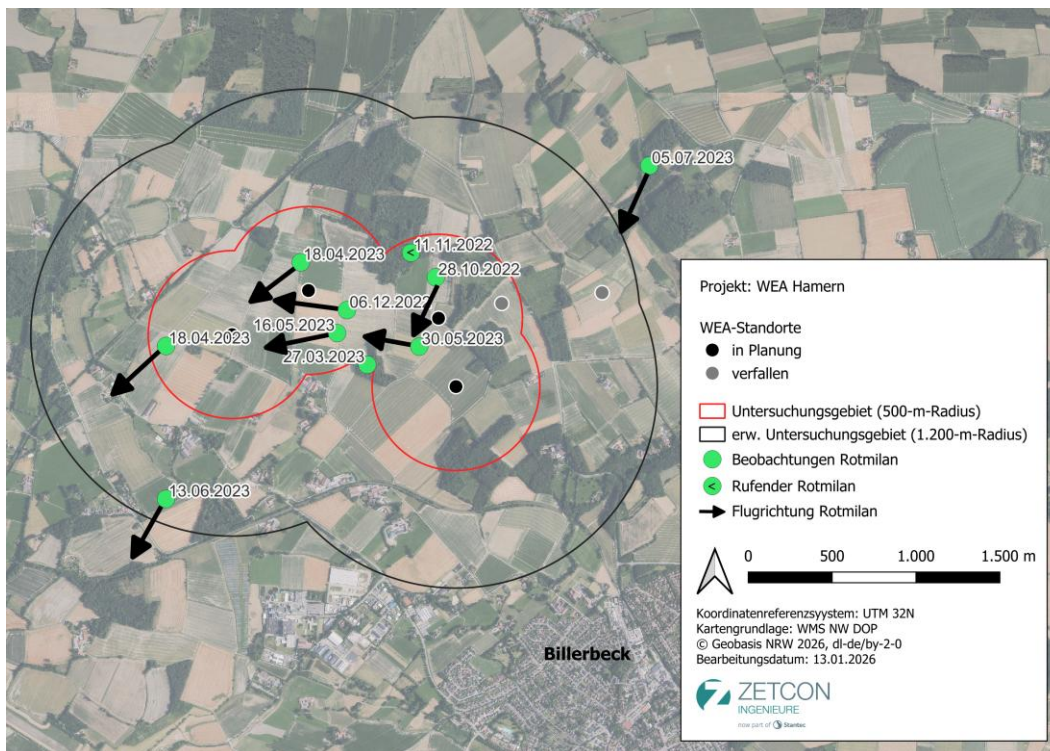 05.07.2023
18.04.2023
11.11.2022
28.10.2022
06.12.2022
16.05.2023
30.05.2023
18.04.2023
27.03.2023
13.06.2023
Billerbeck
Projekt: WEA Hamern
WEA-Standorte
in Planung
verfallen
Untersuchungsgebiet (500-m-Radius)
erw. Untersuchungsgebiet (1.200-m-Radius)
Beobachtungen Rotmilan
< Rufender Rotmilan
Flugrichtung Rotmilan
0 500 1.000 1.500 m
Koordinatenreferenzsystem: UTM 32N
Kartengrundlage: WMS NW DOP
© Geobasis NRW 2026, dl-de/by-2-0
Bearbeitungsdatum: 13.01.2026
ZETCON
INGENIEURE
now part of Stantec